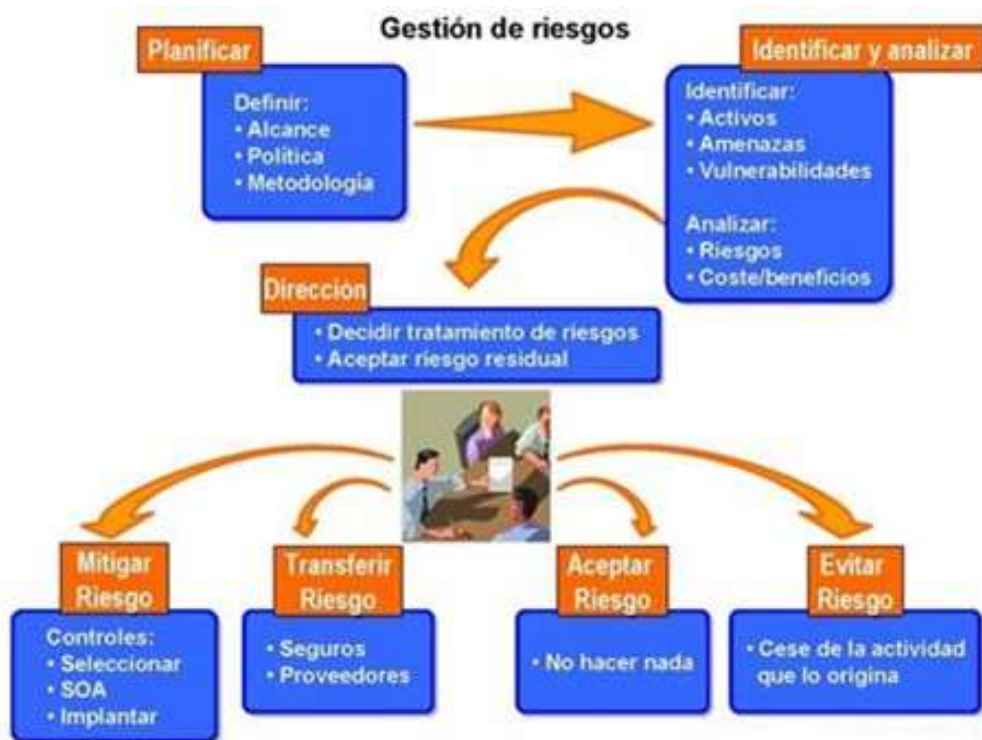 Gestión de riesgos
Planificar
Definir:
• Alcance
• Política
• Metodología
Identificar y analizar
Identificar:
• Activos
• Amenazas
• Vulnerabilidades
Analizar:
• Riesgos
• Coste/beneficios
Dirección
• Decidir tratamiento de riesgos
• Aceptar riesgo residual
Mitigar
Riesgo
Controles:
• Seleccionar
• SOA
• Implantar
Transferir
Riesgo
• Seguros
• Proveedores
Aceptar
Riesgo
• No hacer nada
Evitar
Riesgo
• Cese de la actividad
que lo origina